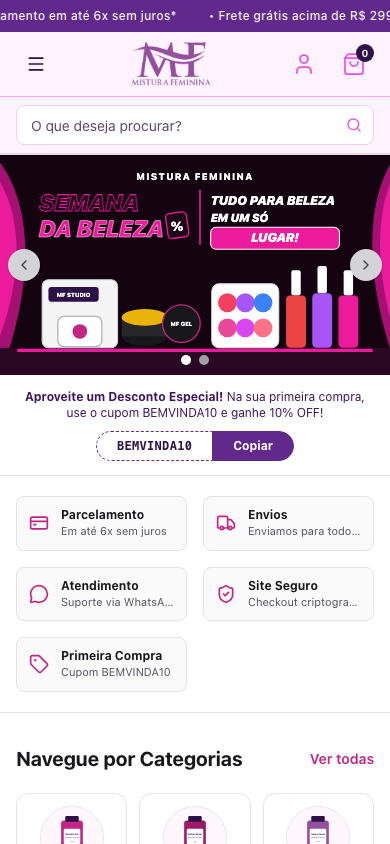 amento em até 6x sem juros*
• Frete grátis acima de R$ 299
MF
MISTURA FEMININA
0
O que deseja procurar?
MISTURA FEMININA
SEMANA
DA BELEZA %
TUDO PARA BELEZA
EM UM SÓ
LUGAR!
MF STUDIO
MF GEL
Aproveite um Desconto Especial! Na sua primeira compra,
use o cupom BEMVINDA10 e ganhe 10% OFF!
BEMVINDA10
Copiar
Parcelamento
Em até 6x sem juros
Envios
Enviamos para todo...
Atendimento
Suporte via WhatsA...
Site Seguro
Checkout criptogra...
Primeira Compra
Cupom BEMVINDA10
Navegue por Categorias
Ver todas